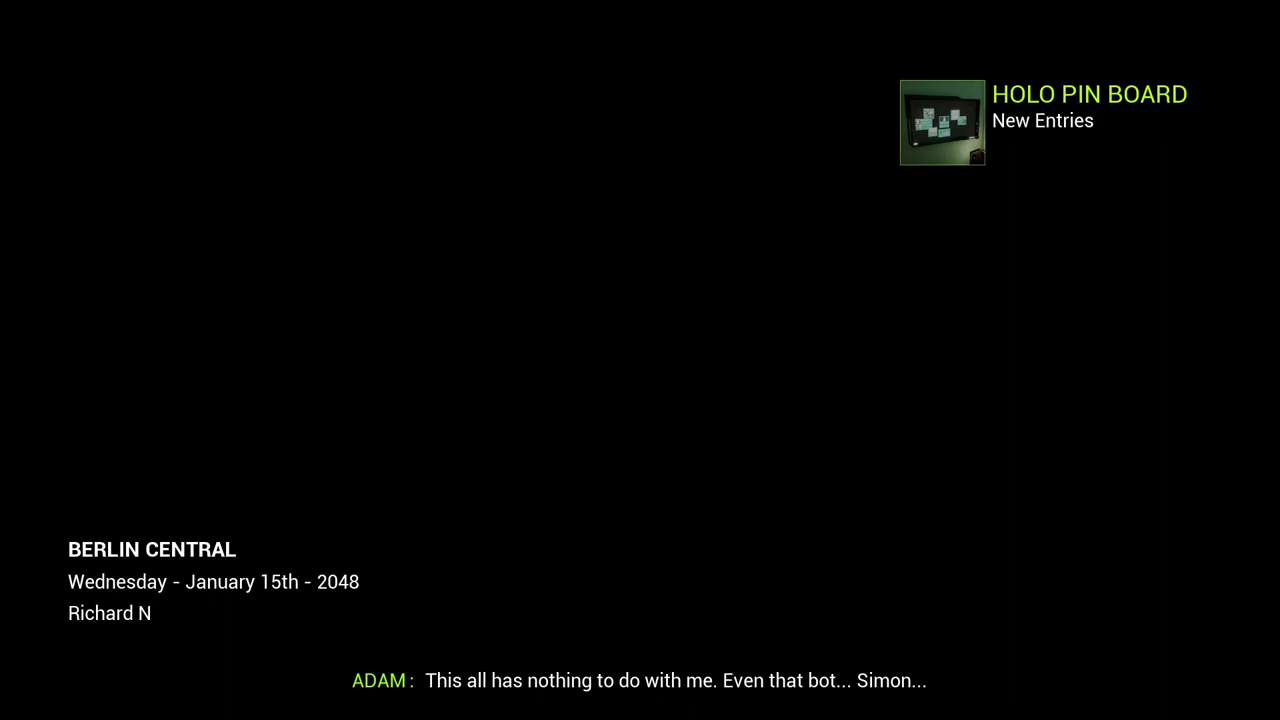 HOLO PIN BOARD
New Entries
BERLIN CENTRAL
Wednesday - January 15th - 2048
Richard N
ADAM: This all has nothing to do with me. Even that bot... Simon...